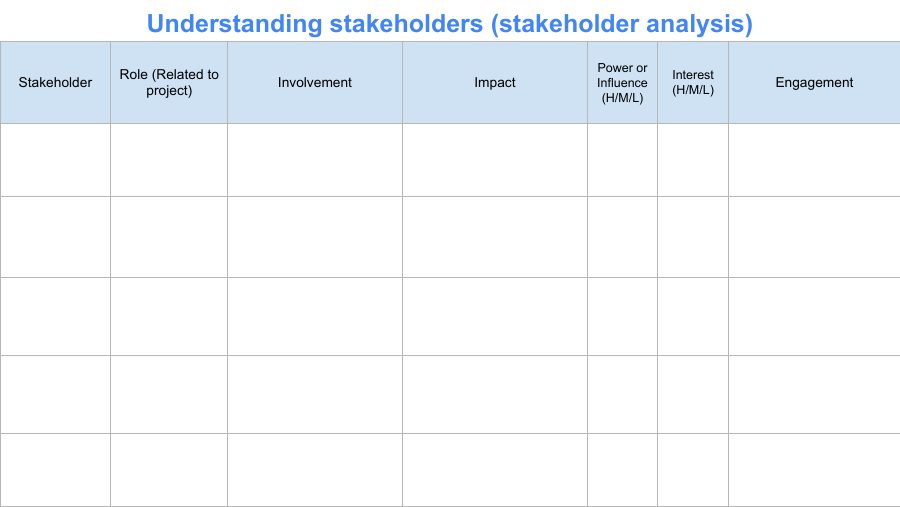 Understanding stakeholders (stakeholder analysis)
Stakeholder
Role (Related to
project)
Involvement
Impact
Power or
Influence
(H/M/L)
Interest
(H/M/L)
Engagement